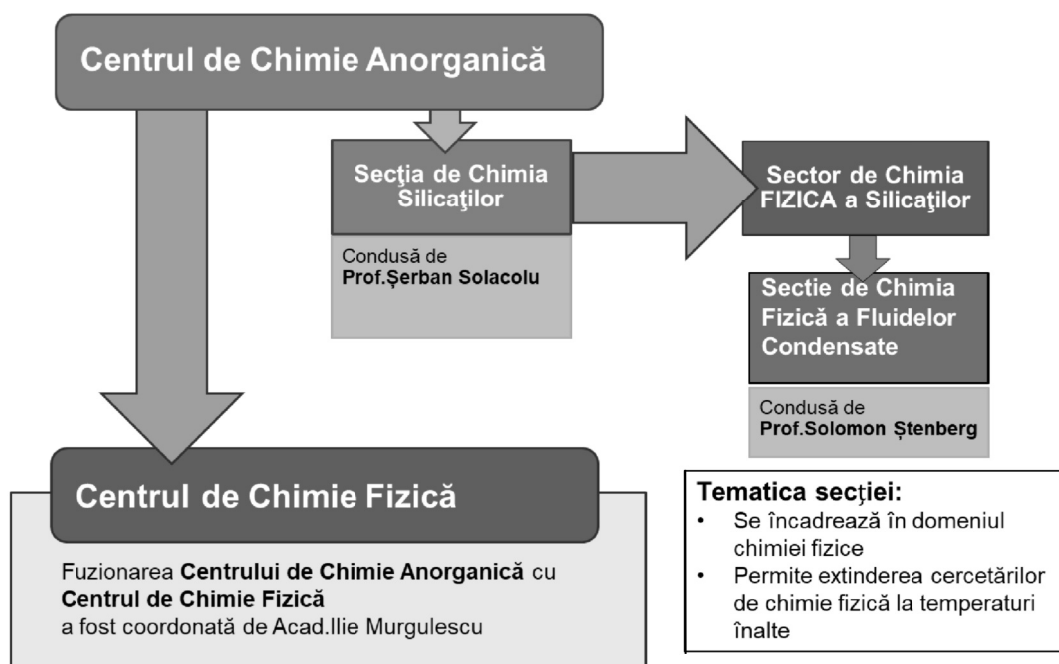 Centrul de Chimie Anorganică
Secţia de Chimia
Silicaţilor
Condusă de
Prof.Șerban Solacolu
Sector de Chimia
FIZICA a Silicaţilor
Sectie de Chimia
Fizică a Fluidelor
Condensate
Condusă de
Prof.Solomon Ștenberg
Centrul de Chimie Fizică
Fuzionarea Centrului de Chimie Anorganică cu
Centrul de Chimie Fizică
a fost coordonată de Acad.Ilie Murgulescu
Tematica secției:
• Se încadrează în domeniul
chimiei fizice
• Permite extinderea cercetărilor
de chimie fizică la temperaturi
înalte